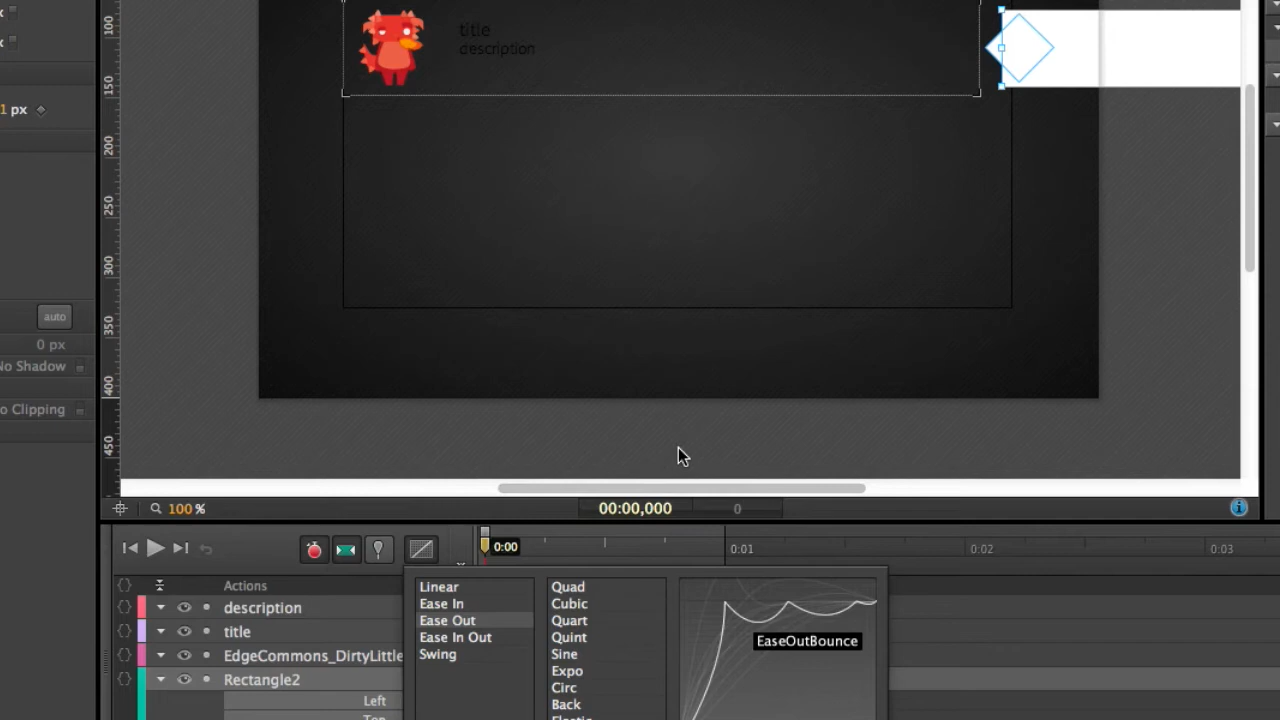 100
150
200
250
300
350
400
450
1 px
title
description
auto
0 px
No Shadow
o Clipping
100 %
00:00,000
0
0:00
0:01
0:02
0:03
Actions
description
title
EdgeCommons_DirtyLittle
Rectangle2
Left
Linear
Ease In
Ease Out
Ease In Out
Swing
Quad
Cubic
Quart
Quint
Sine
Expo
Circ
Back
EaseOutBounce